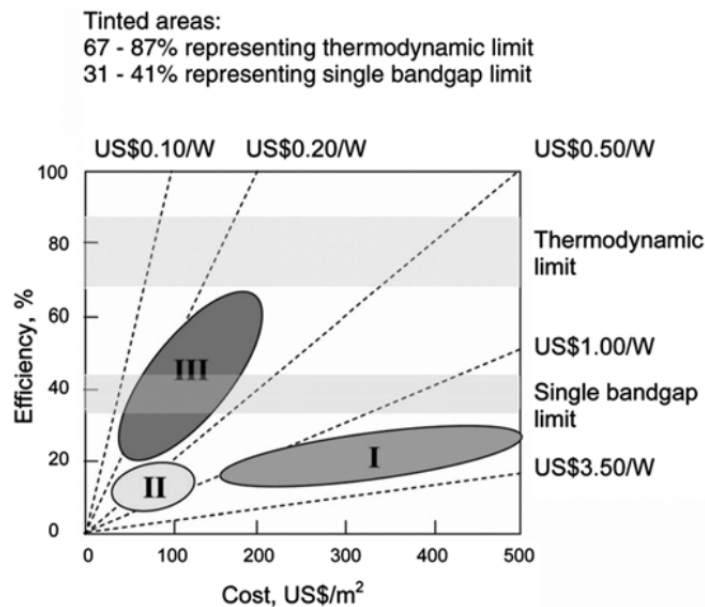 Tinted areas:
67 - 87% representing thermodynamic limit
31 - 41% representing single bandgap limit
US$0.10/W
US$0.20/W
US$0.50/W
100
80
60
40
20
0
Efficiency, %
III
II
I
Thermodynamic
limit
US$1.00/W
Single bandgap
limit
US$3.50/W
0
100
200
300
400
500
Cost, US$/m²